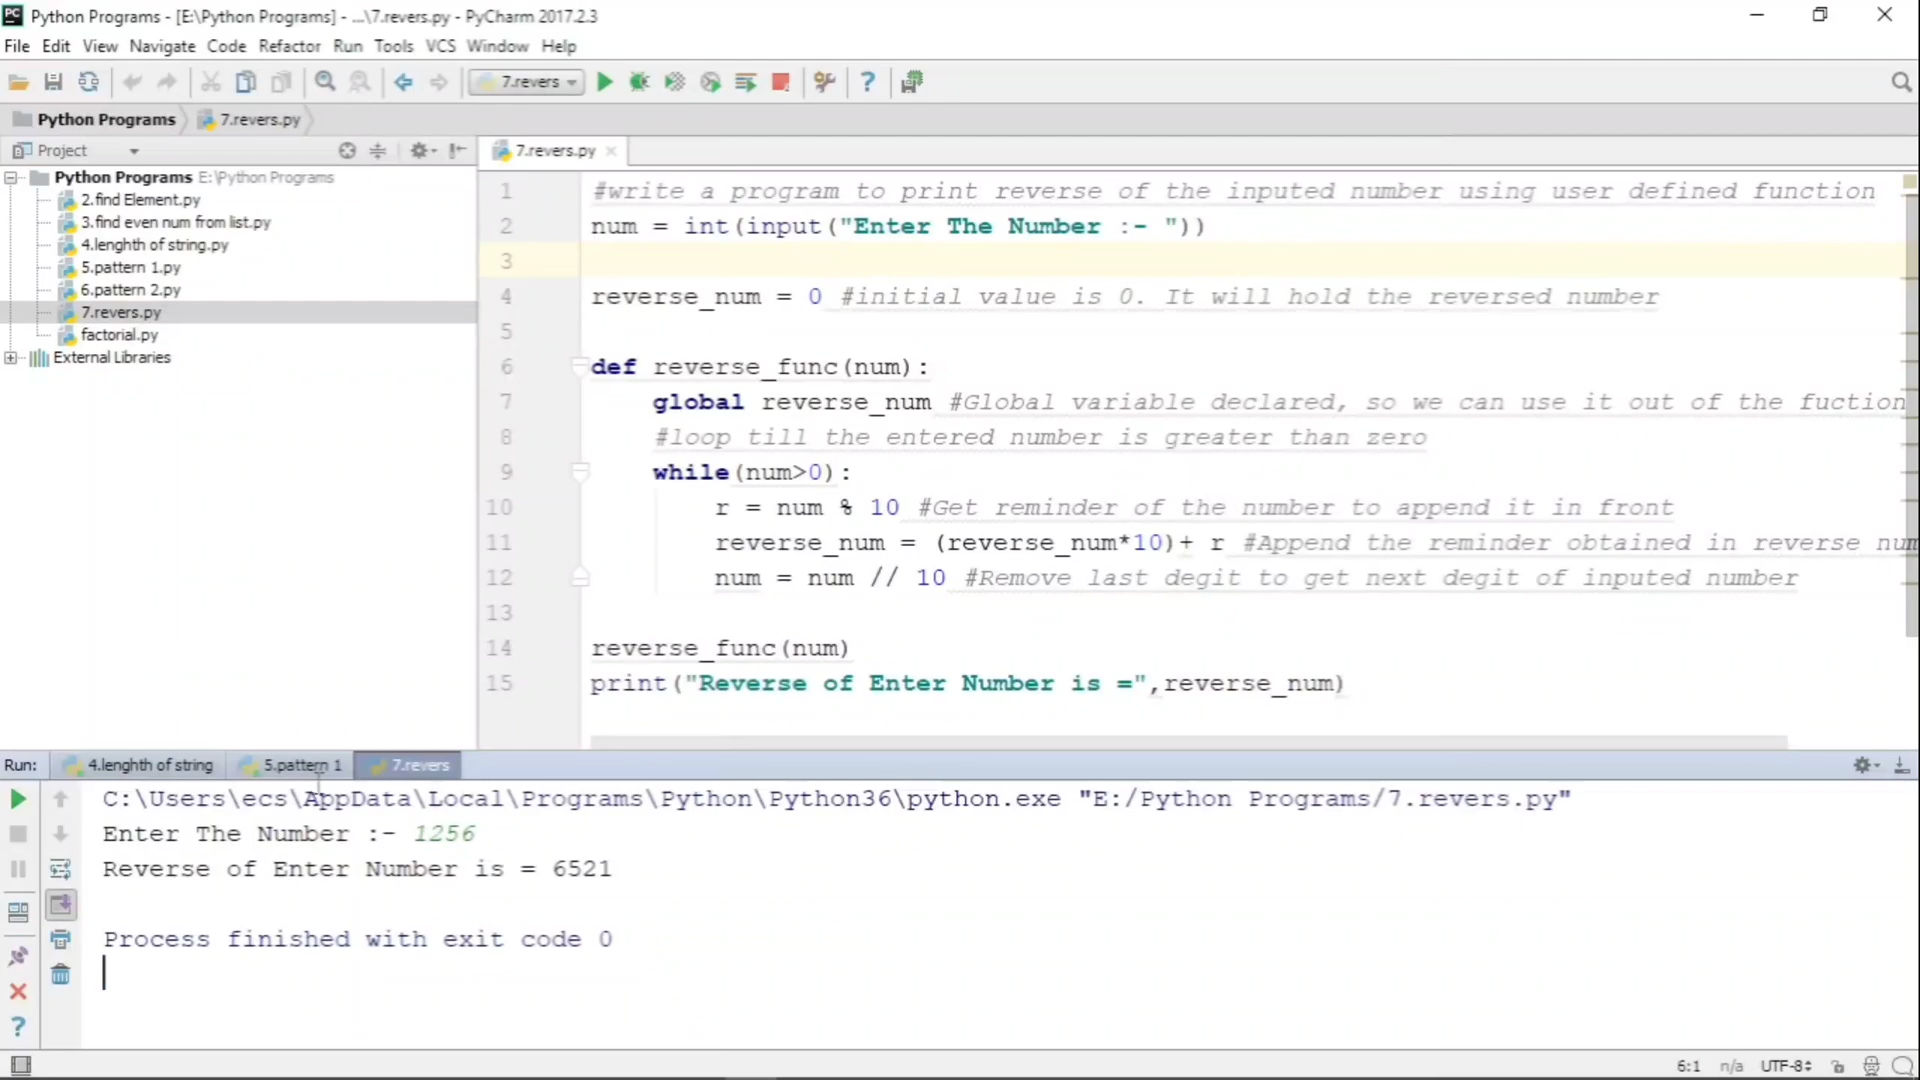 PC Python Programs - [E:\Python Programs] - ...\7.revers.py - PyCharm 2017.2.3
File Edit View Navigate Code Refactor Run Tools VCS Window Help
7.revers
Python Programs 7.revers.py
Project
7.revers.py
Python Programs E:\Python Programs
2.find Element.py
3.find even num from list.py
4.lenghth of string.py
5.pattern 1.py
6.pattern 2.py
7.revers.py
factorial.py
External Libraries
1 #write a program to print reverse of the inputed number using user defined function
2 num = int(input("Enter The Number :- "))
3
4 reverse_num = 0 #initial value is 0. It will hold the reversed number
5
6 def reverse_func(num):
7 global reverse_num #Global variable declared, so we can use it out of the fuction
8 #loop till the entered number is greater than zero
9 while(num>0):
10 r = num % 10 #Get reminder of the number to append it in front
11 reverse_num = (reverse_num*10)+ r #Append the reminder obtained in reverse num
12 num = num // 10 #Remove last degit to get next degit of inputed number
13
14 reverse_func(num)
15 print("Reverse of Enter Number is =",reverse_num)
Run: 4.lenghth of string 5.pattern 1 7.revers
C:\Users\ecs\AppData\Local\Programs\Python\Python36\python.exe "E:/Python Programs/7.revers.py"
Enter The Number :- 1256
Reverse of Enter Number is = 6521
Process finished with exit code 0
6:1 n/a UTF-8